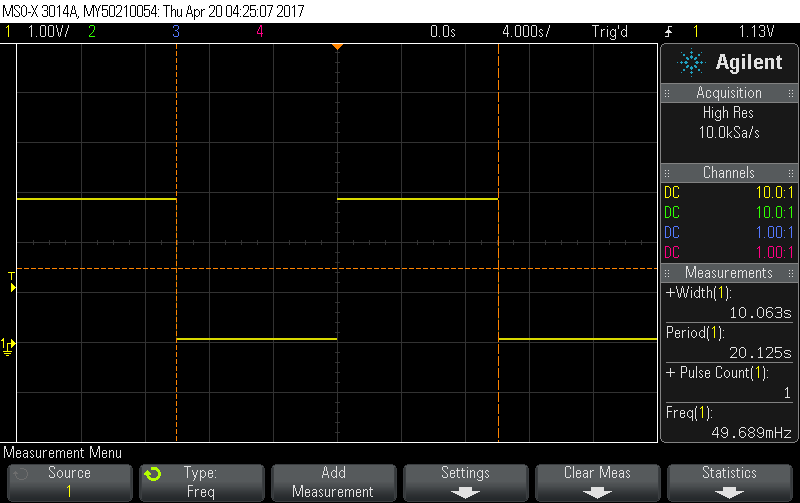 MSO-X 3014A, MY50210054: Thu Apr 20 04:25:07 2017
1 1.00V/ 2 3 4 0.0s 4.000s/ Trig'd 1 1.13V
Agilent
Acquisition
High Res
10.0kSa/s
Channels
DC 10.0:1
DC 10.0:1
DC 1.00:1
DC 1.00:1
T
Measurements
+Width(1):
10.063s
Period(1):
20.125s
1
+ Pulse Count(1):
1
Freq(1):
49.689mHz
Measurement Menu
Source
1
Type:
Freq
Add
Measurement
Settings
Clear Meas
Statistics